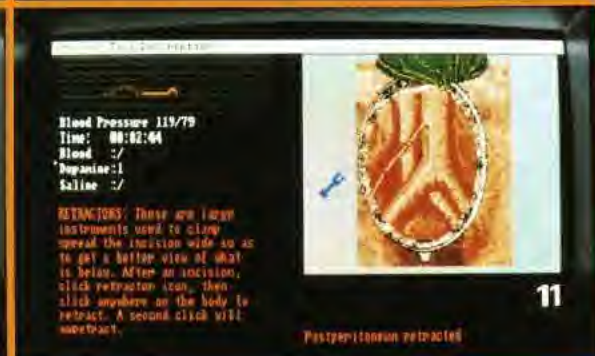 Blood Pressure 119/79
Time: 00:02:44
Blood :/
Dopamine:1
Saline :/
RETRACTORS: These are large
instruments used to clamp
spread the incision wide so as
to get a better view of what
is below. After an incision,
click retractor icon, then
click anywhere on the body to
retract. A second click will
unretract.
11
Postperitoneum retracted